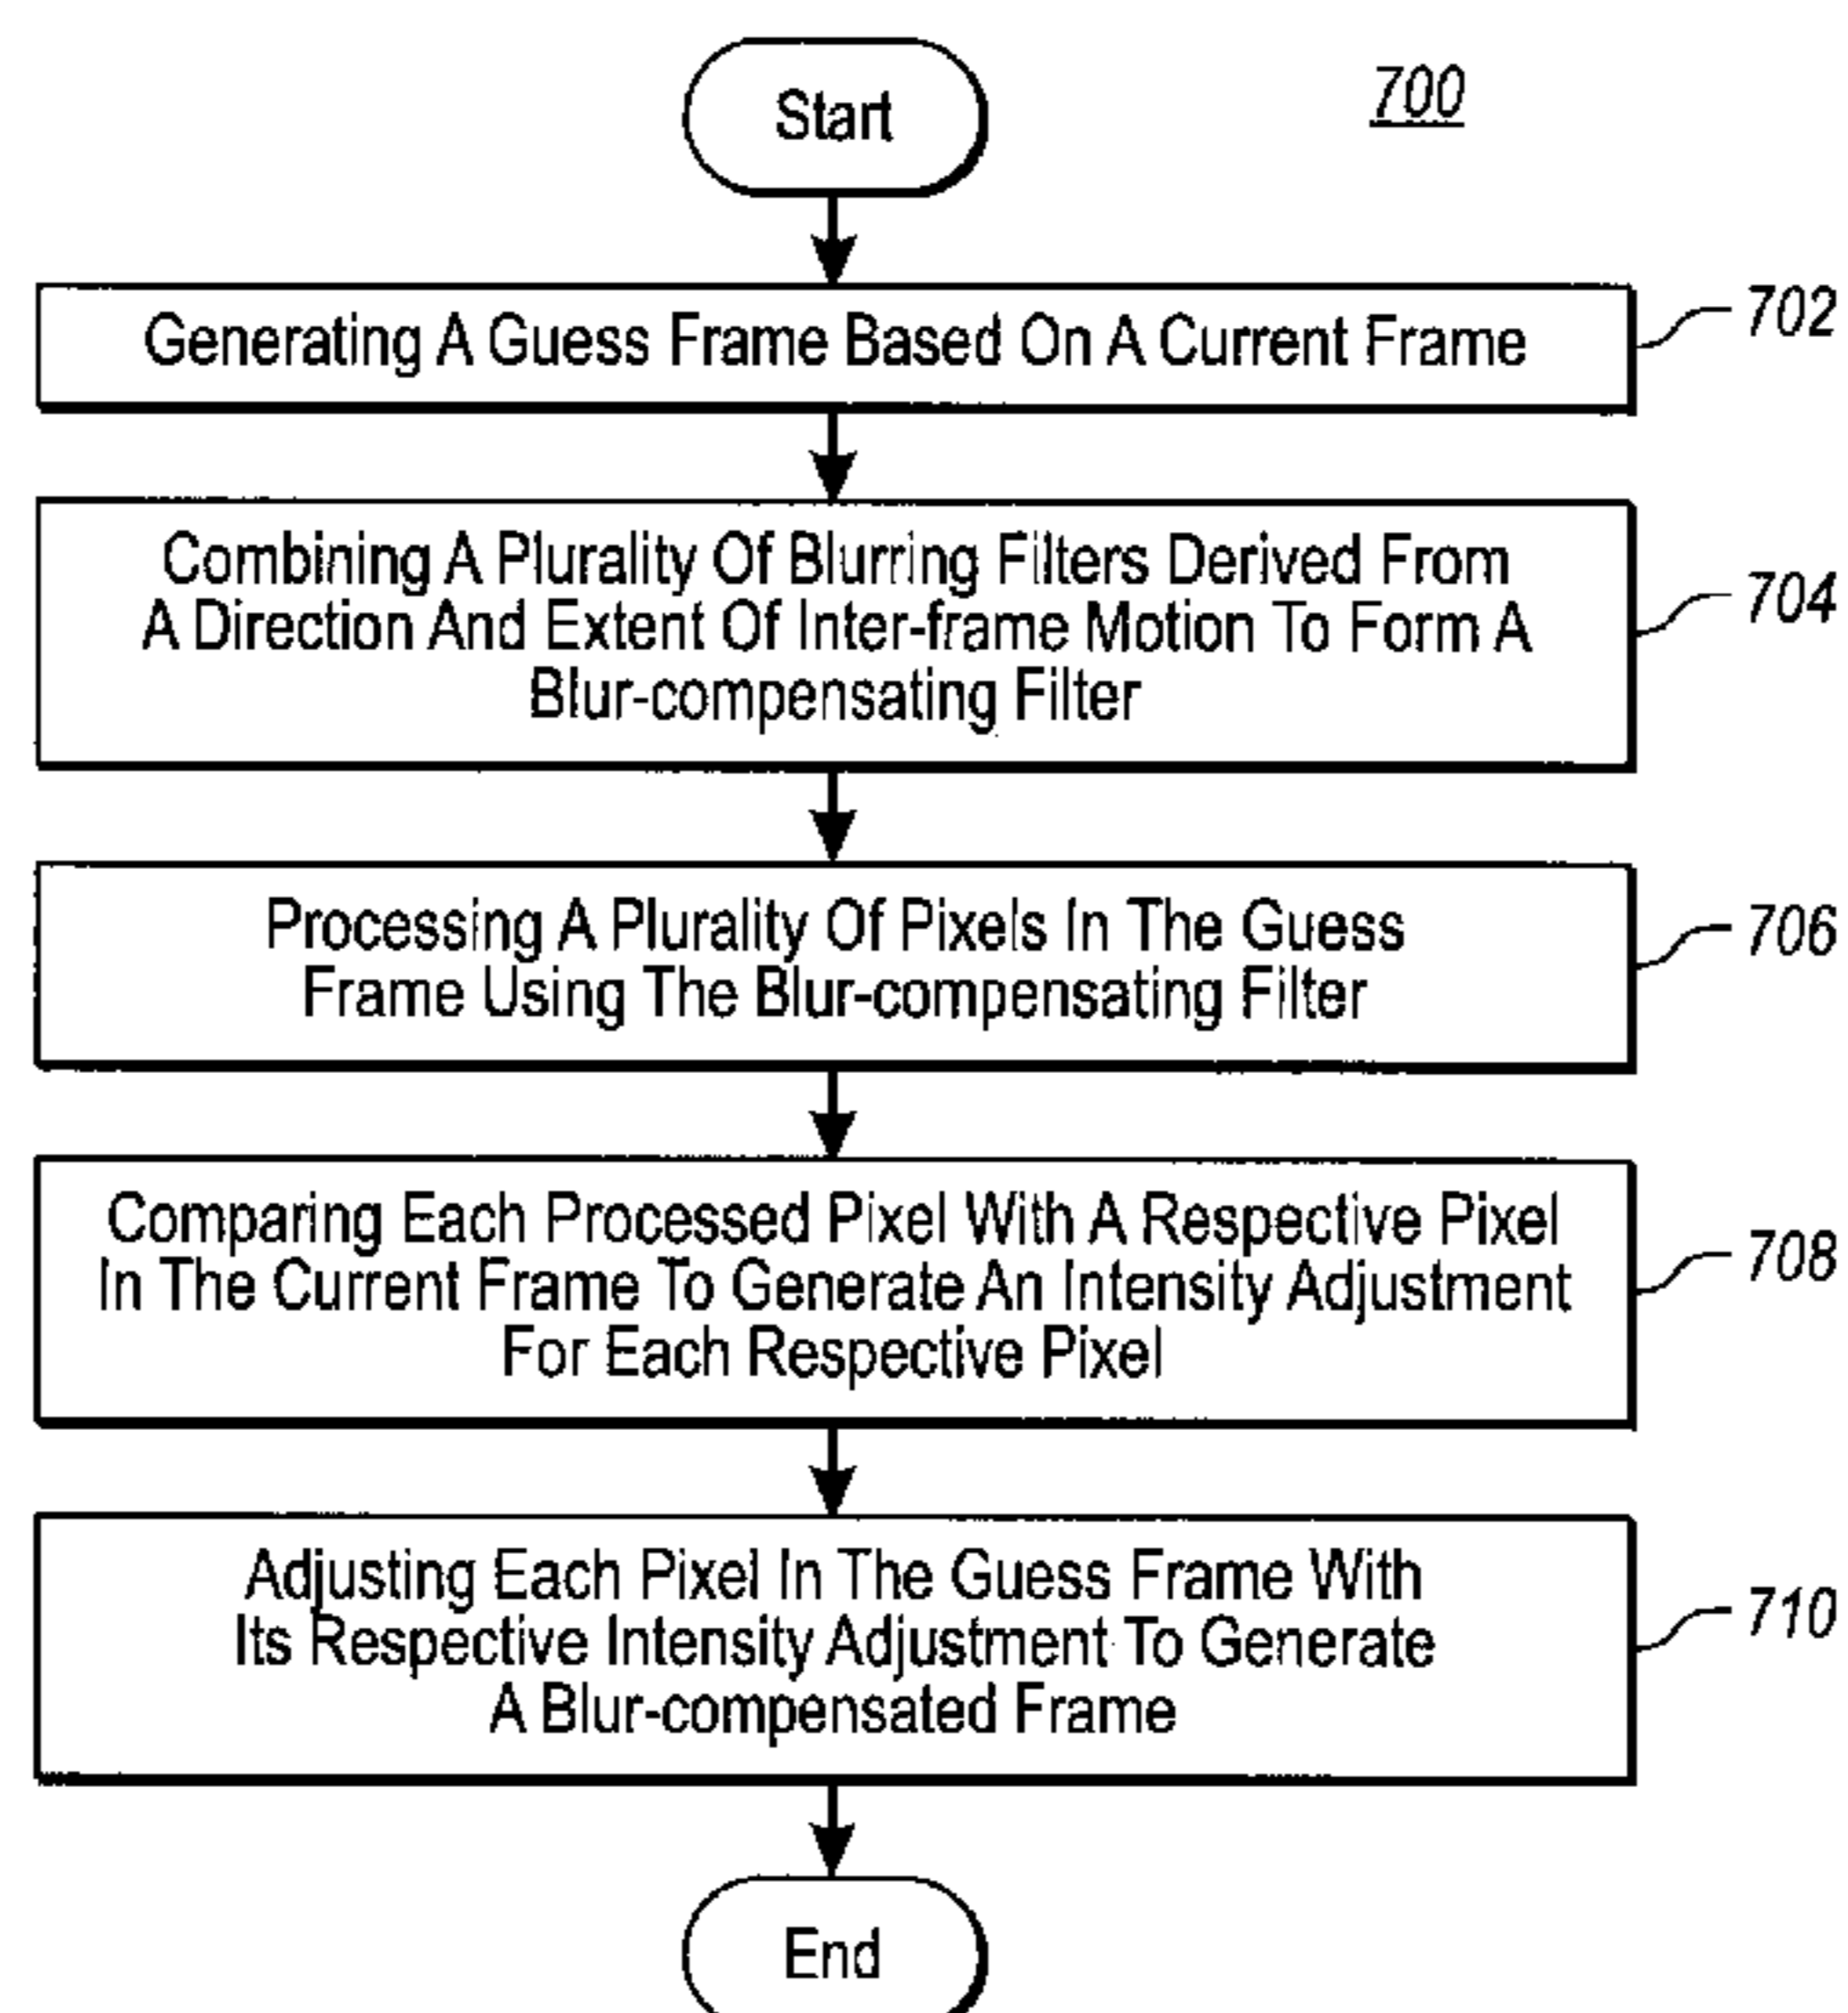 Start
700
Generating A Guess Frame Based On A Current Frame
702
Combining A Plurality Of Blurring Filters Derived From
A Direction And Extent Of Inter-frame Motion To Form A
Blur-compensating Filter
704
Processing A Plurality Of Pixels In The Guess
Frame Using The Blur-compensating Filter
706
Comparing Each Processed Pixel With A Respective Pixel
In The Current Frame To Generate An Intensity Adjustment
For Each Respective Pixel
708
Adjusting Each Pixel In The Guess Frame With
Its Respective Intensity Adjustment To Generate
A Blur-compensated Frame
710
End